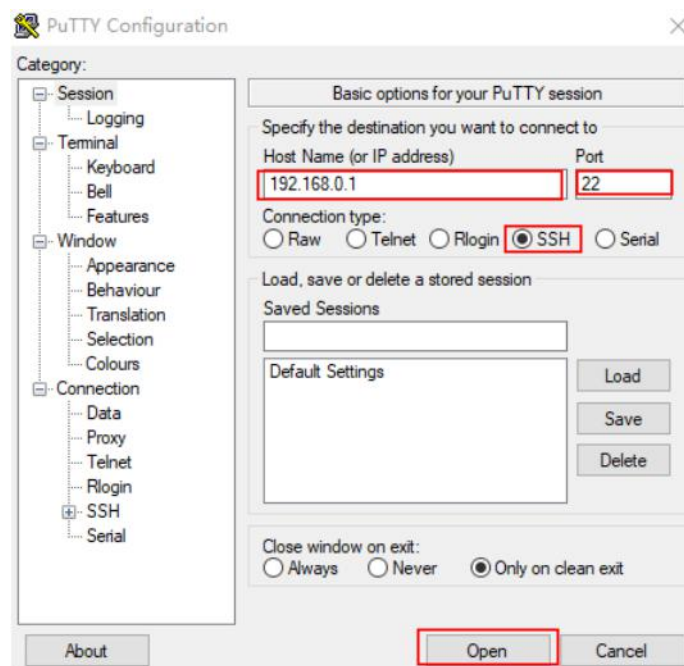 PuTTY Configuration
Category:
Session
Logging
Terminal
Keyboard
Bell
Features
Window
Appearance
Behaviour
Translation
Selection
Colours
Connection
Data
Proxy
Telnet
Rlogin
SSH
Serial
Basic options for your PuTTY session
Specify the destination you want to connect to
Host Name (or IP address) Port
192.168.0.1 22
Connection type:
Raw Telnet Rlogin SSH Serial
Load, save or delete a stored session
Saved Sessions
Default Settings
Load
Save
Delete
Close window on exit:
Always Never Only on clean exit
About Open Cancel